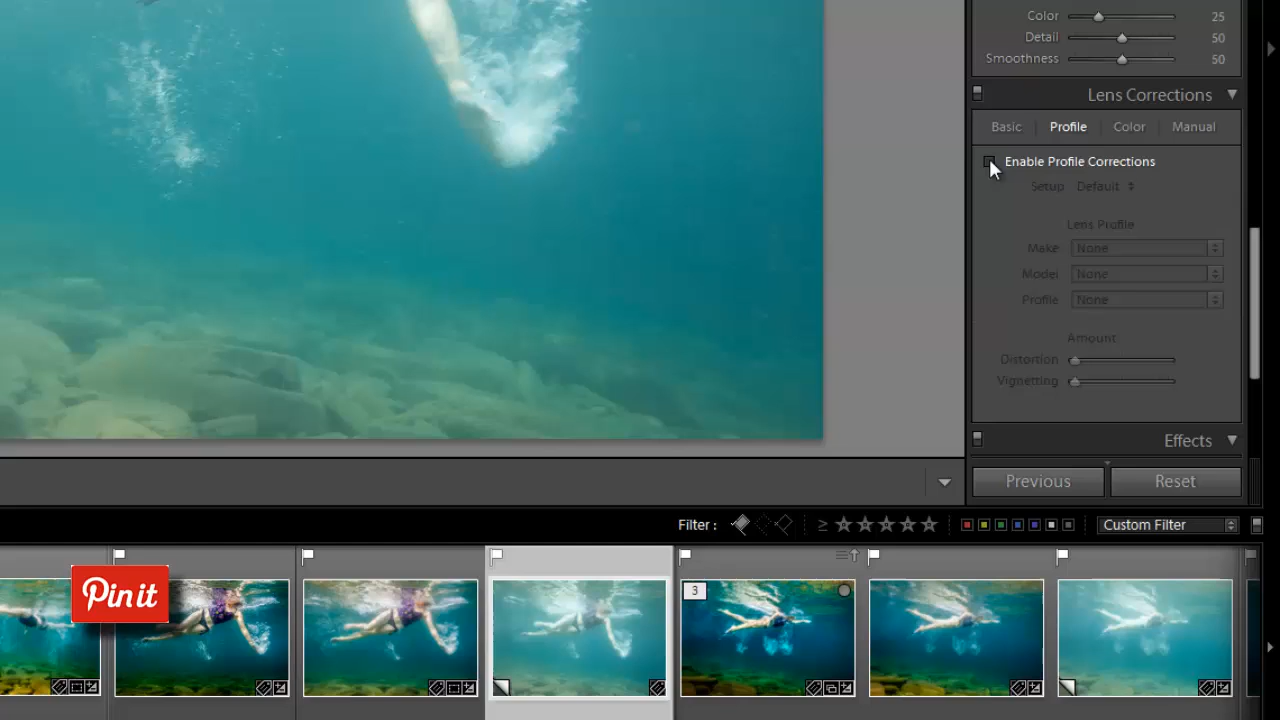 Color 25
Detail 50
Smoothness 50
Lens Corrections
Basic Profile Color Manual
Enable Profile Corrections
Setup Default
Lens Profile
Make None
Model None
Profile None
Amount
Distortion
Vignetting
Effects
Previous Reset
Filter : ≥ Custom Filter
3
Pin it